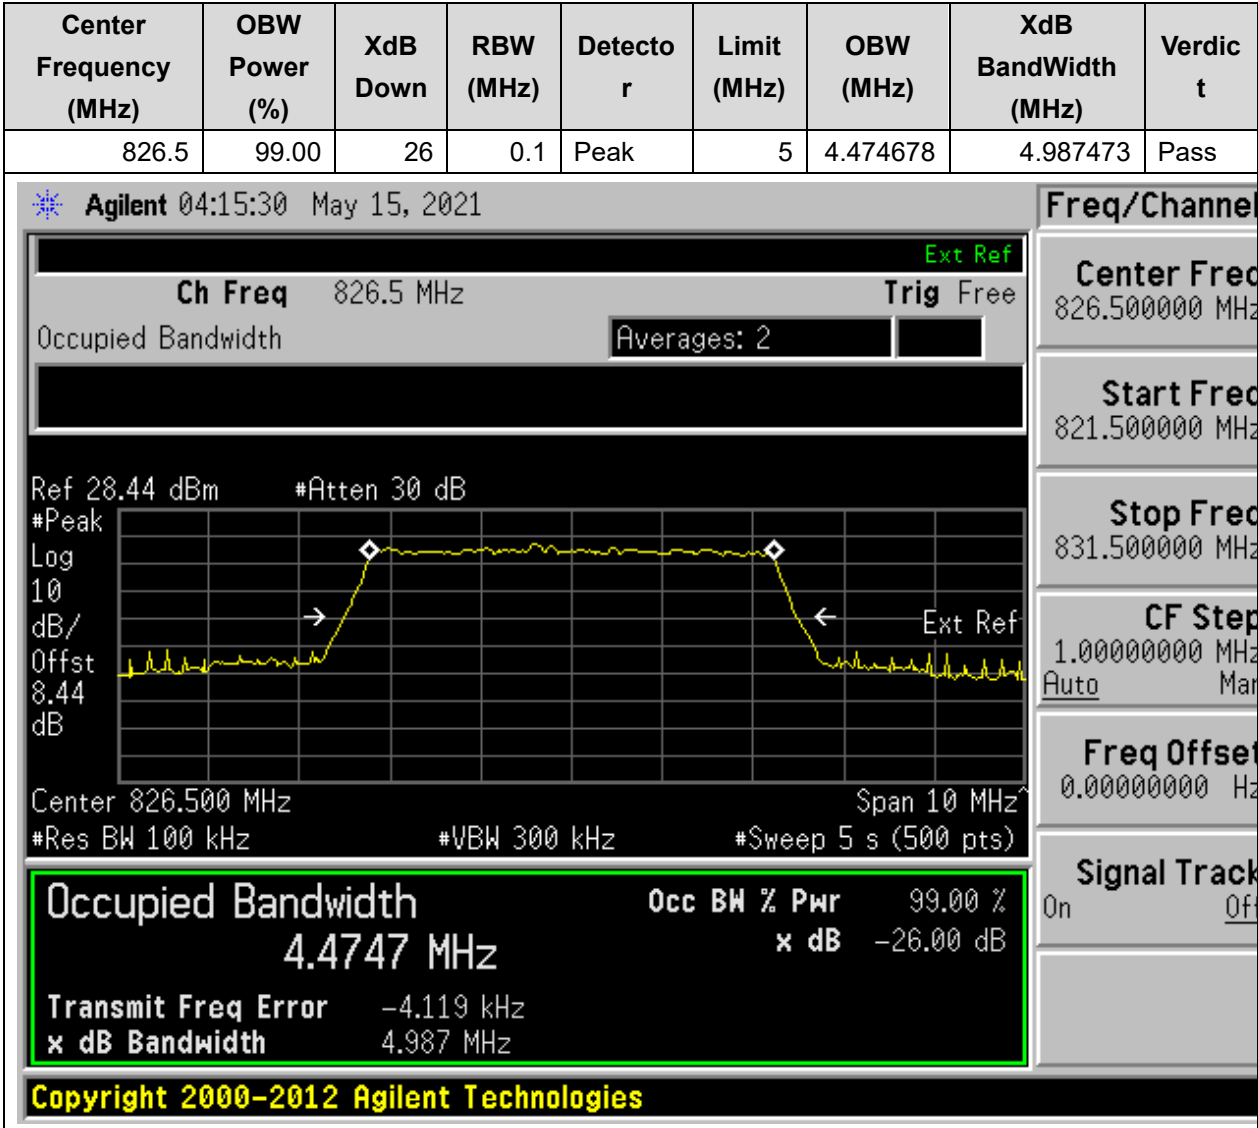 Center Frequency (MHz) OBW Power (%) XdB Down RBW (MHz) Detecto r Limit (MHz) OBW (MHz) XdB BandWidth (MHz) Verdic t
826.5 99.00 26 0.1 Peak 5 4.474678 4.987473 Pass
Agilent 04:15:30 May 15, 2021
Freq/Channel
Ext Ref
Ch Freq 826.5 MHz Trig Free
Occupied Bandwidth Averages: 2
Center Freq
826.500000 MHz
Start Freq
821.500000 MHz
Stop Freq
831.500000 MHz
CF Step
1.00000000 MHz
Auto Man
Freq Offset
0.00000000 Hz
Signal Track
On Off
Ref 28.44 dBm #Atten 30 dB
#Peak
Log
10
dB/
Offst
8.44
dB
Ext Ref
Center 826.500 MHz Span 10 MHz^
#Res BW 100 kHz #VBW 300 kHz #Sweep 5 s (500 pts)
Occupied Bandwidth Occ BW % Pwr 99.00 %
4.4747 MHz x dB -26.00 dB
Transmit Freq Error -4.119 kHz
x dB Bandwidth 4.987 MHz
Copyright 2000-2012 Agilent Technologies